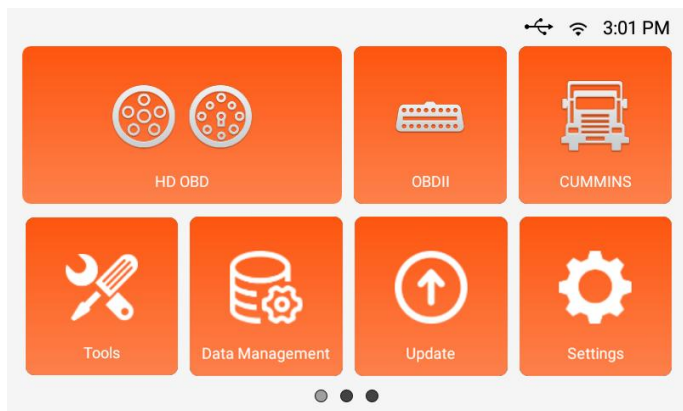 3:01 PM
HD OBD
OBDII
CUMMINS
Tools
Data Management
Update
Settings